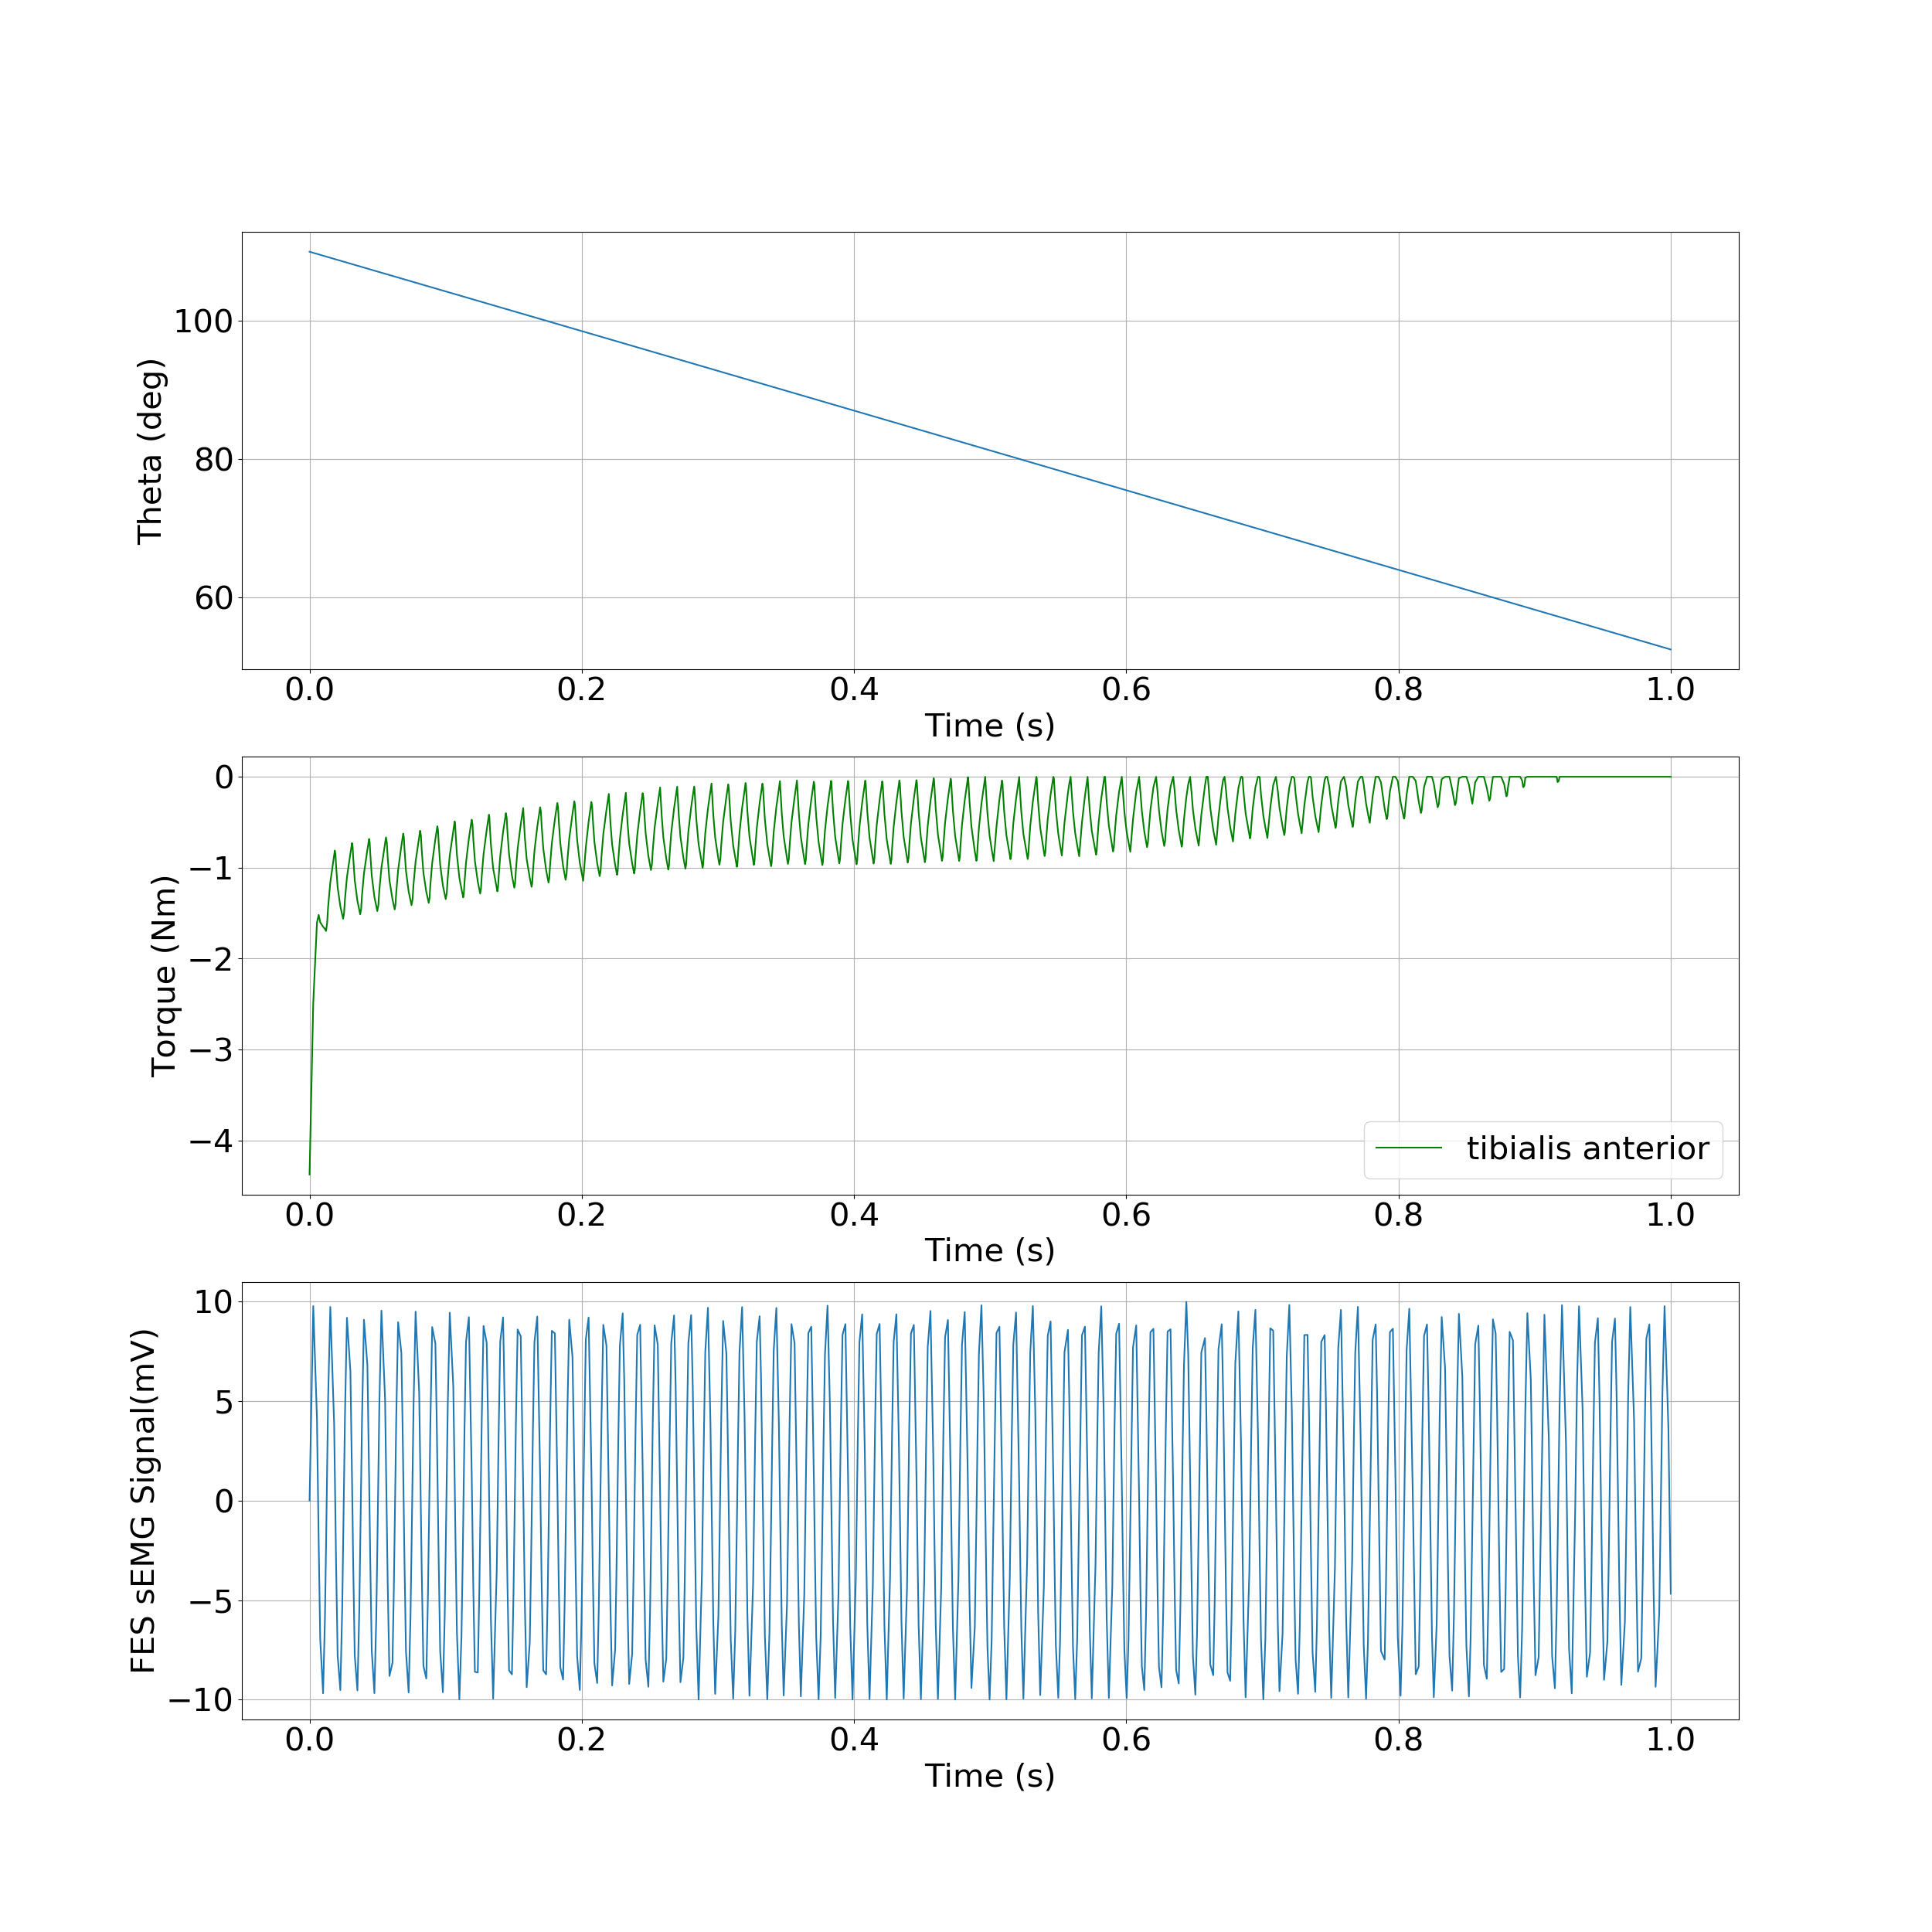 100
80
60
Theta (deg)
0.0 0.2 0.4 0.6 0.8 1.0
Time (s)
0
−1
−2
−3
−4
Torque (Nm)
tibialis anterior
0.0 0.2 0.4 0.6 0.8 1.0
Time (s)
10
5
0
−5
−10
FES sEMG Signal(mV)
0.0 0.2 0.4 0.6 0.8 1.0
Time (s)